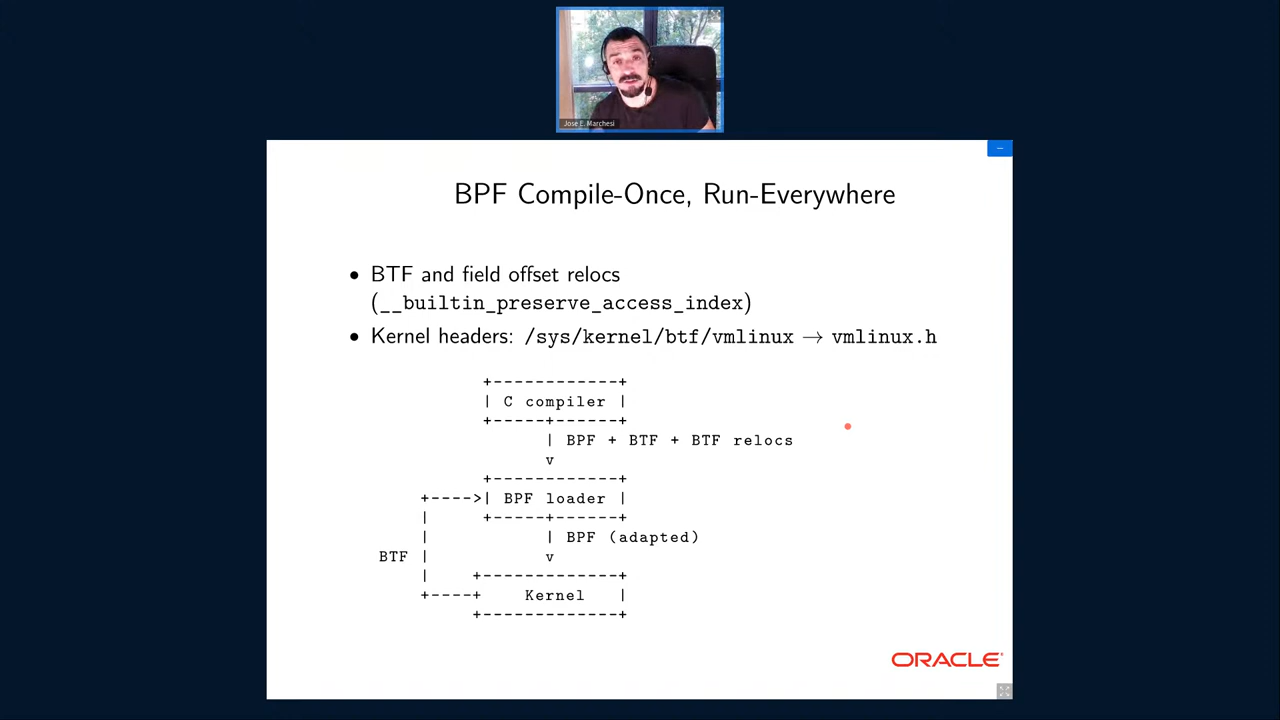 Jose E. Marchesi
BPF Compile-Once, Run-Everywhere
• BTF and field offset relocs
(__builtin_preserve_access_index)
• Kernel headers: /sys/kernel/btf/vmlinux → vmlinux.h
+------------+
| C compiler |
+-----+------+
| BPF + BTF + BTF relocs
v
+------------+
+---->| BPF loader |
| +-----+------+
| | BPF (adapted)
BTF | v
| +-------------+
+----+ Kernel |
+-------------+
ORACLE